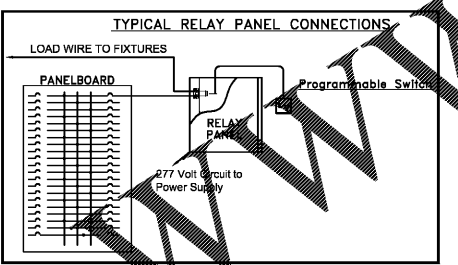 TYPICAL RELAY PANEL CONNECTIONS
LOAD WIRE TO FIXTURES
PANELBOARD
Programmable Switch
RELAY
PANEL
277 Volt Circuit to
Power Supply
WWW